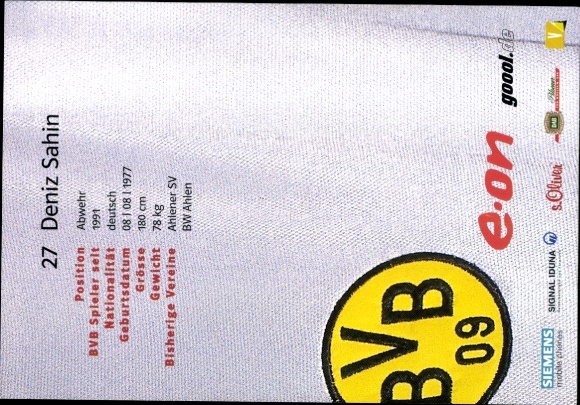 27 Deniz Sahin
Position Abwehr
BVB Spieler seit 1991
Nationalität deutsch
Geburtsdatum 08 | 08 | 1977
Grösse 180 cm
Gewicht 78 kg
Bisherige Vereine Ahlener SV
BW Ahlen
BVB
09
e·on
goool.de
SIEMENS
mobile phones
SIGNAL IDUNA
s.Oliver